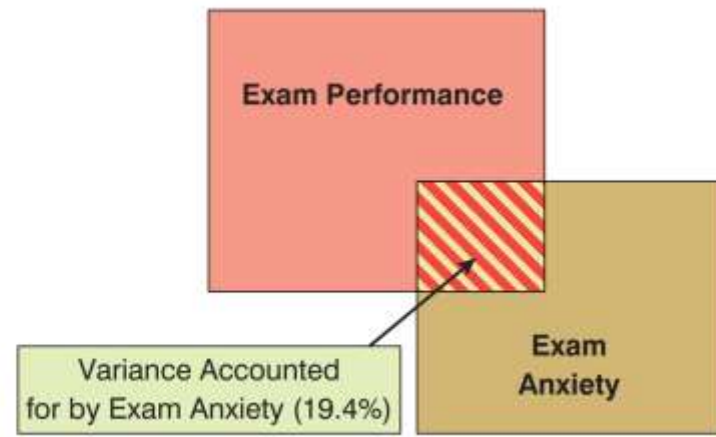 Exam Performance
Exam
Anxiety
Variance Accounted
for by Exam Anxiety (19.4%)